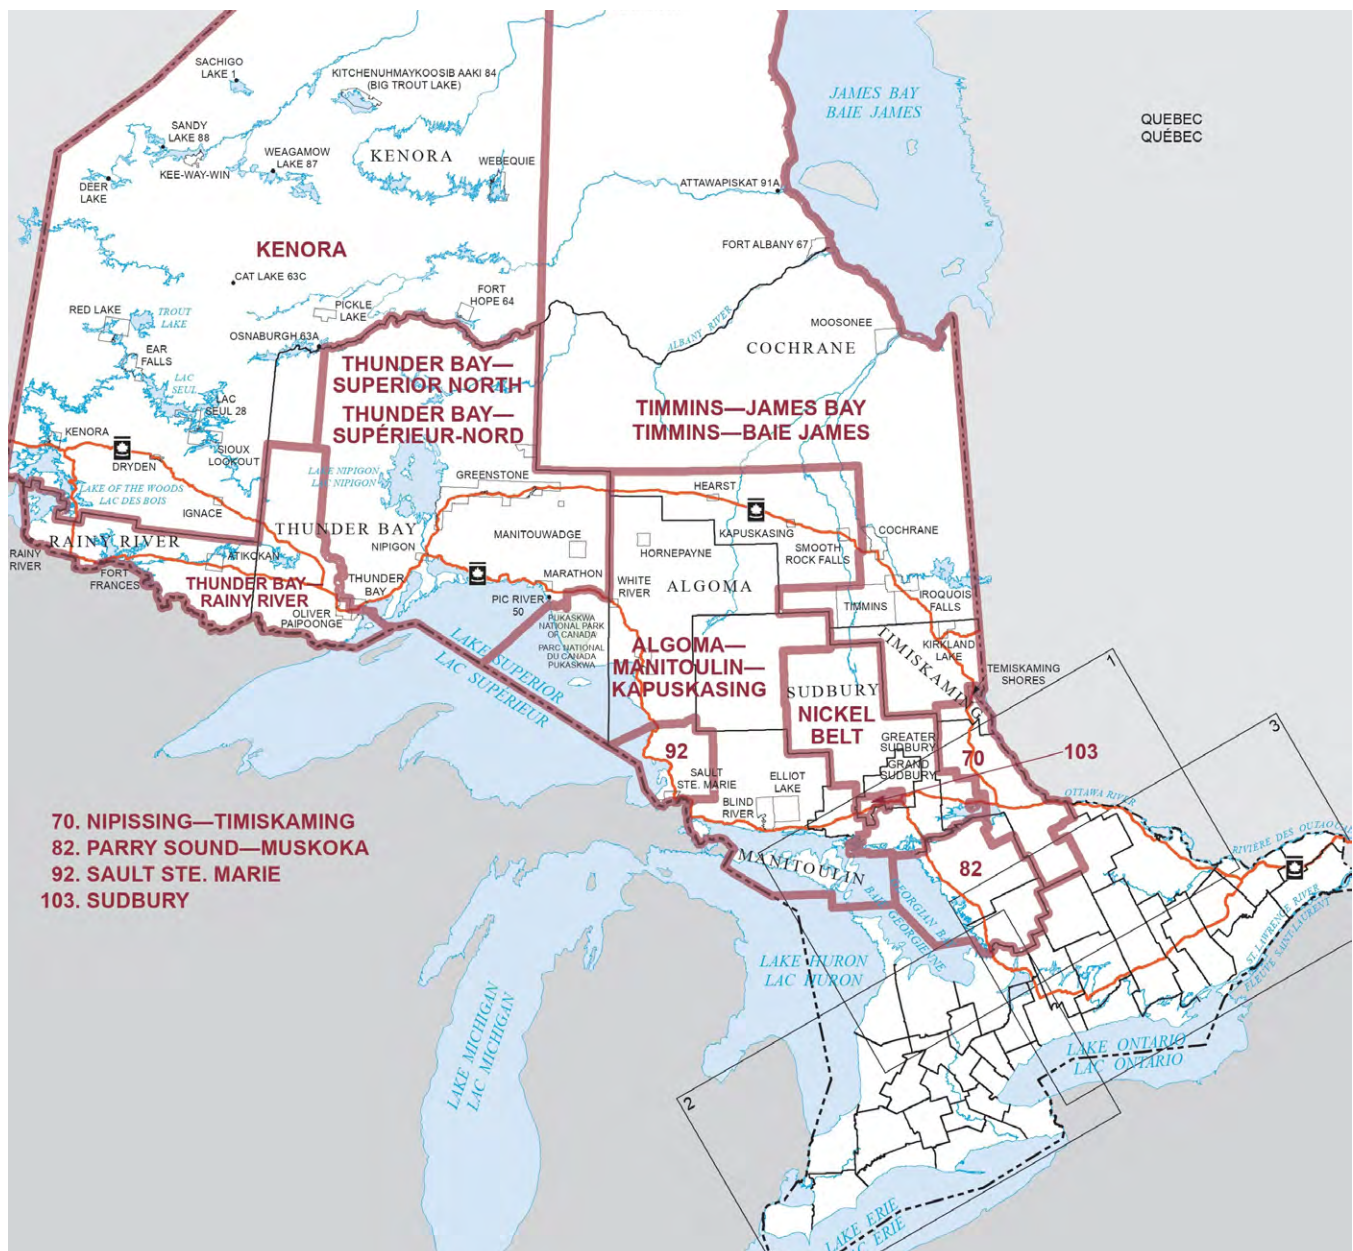 SACHIGO
LAKE 1
KITCHENUHMAYKOOSIB AAKI 84
(BIG TROUT LAKE)
JAMES BAY
BAIE JAMES
QUEBEC
QUÉBEC
SANDY
LAKE 88
KEE-WAY-WIN
WEAGAMOW
LAKE 87
KENORA
WEBEQUIE
DEER
LAKE
ATTAWAPISKAT 91A
KENORA
FORT ALBANY 67
CAT LAKE 63C
FORT
HOPE 64
PICKLE
LAKE
RED LAKE
TROUT
LAKE
OSNABURGH 63A
ALBANY RIVER
MOOSONEE
COCHRANE
EAR
FALLS
LAC
SEUL
LAC
SEUL 28
THUNDER BAY—
SUPERIOR NORTH
THUNDER BAY—
SUPÉRIEUR-NORD
TIMMINS—JAMES BAY
TIMMINS—BAIE JAMES
KENORA
DRYDEN
SIOUX
LOOKOUT
LAKE NIPIGON
LAC NIPIGON
GREENSTONE
HEARST
LAKE OF THE WOODS
LAC DES BOIS
IGNACE
THUNDER BAY
MANITOUWADGE
KAPUSKASING
COCHRANE
RAINY RIVER
RAINY
RIVER
ATIKOKAN
NIPIGON
HORNEPAYNE
SMOOTH
ROCK FALLS
FORT
FRANCES
THUNDER BAY—
RAINY RIVER
THUNDER
BAY
MARATHON
WHITE
RIVER
ALGOMA
IROQUOIS
FALLS
TIMMINS
OLIVER
PAIPOONGE
PIC RIVER
50
PUKASKWA
NATIONAL PARK
OF CANADA
PARC NATIONAL
DU CANADA
PUKASKWA
LAKE SUPERIOR
LAC SUPÉRIEUR
ALGOMA—
MANITOULIN—
KAPUSKASING
TIMISKAMING
KIRKLAND
LAKE
TEMISKAMING
SHORES
1
SUDBURY
NICKEL
BELT
3
GREATER
SUDBURY
GRAND
SUDBURY
92
70
103
SAULT
STE. MARIE
ELLIOT
LAKE
BLIND
RIVER
OTTAWA RIVER
RIVIÈRE DES OUTAOUAIS
70. NIPISSING—TIMISKAMING
82. PARRY SOUND—MUSKOKA
92. SAULT STE. MARIE
103. SUDBURY
MANITOULIN
82
GEORGIAN BAY
BAIE GEORGIENNE
ST. LAWRENCE RIVER
FLEUVE SAINT-LAURENT
LAKE HURON
LAC HURON
LAKE MICHIGAN
LAC MICHIGAN
LAKE ONTARIO
LAC ONTARIO
2
LAKE ERIE
LAC ERIE